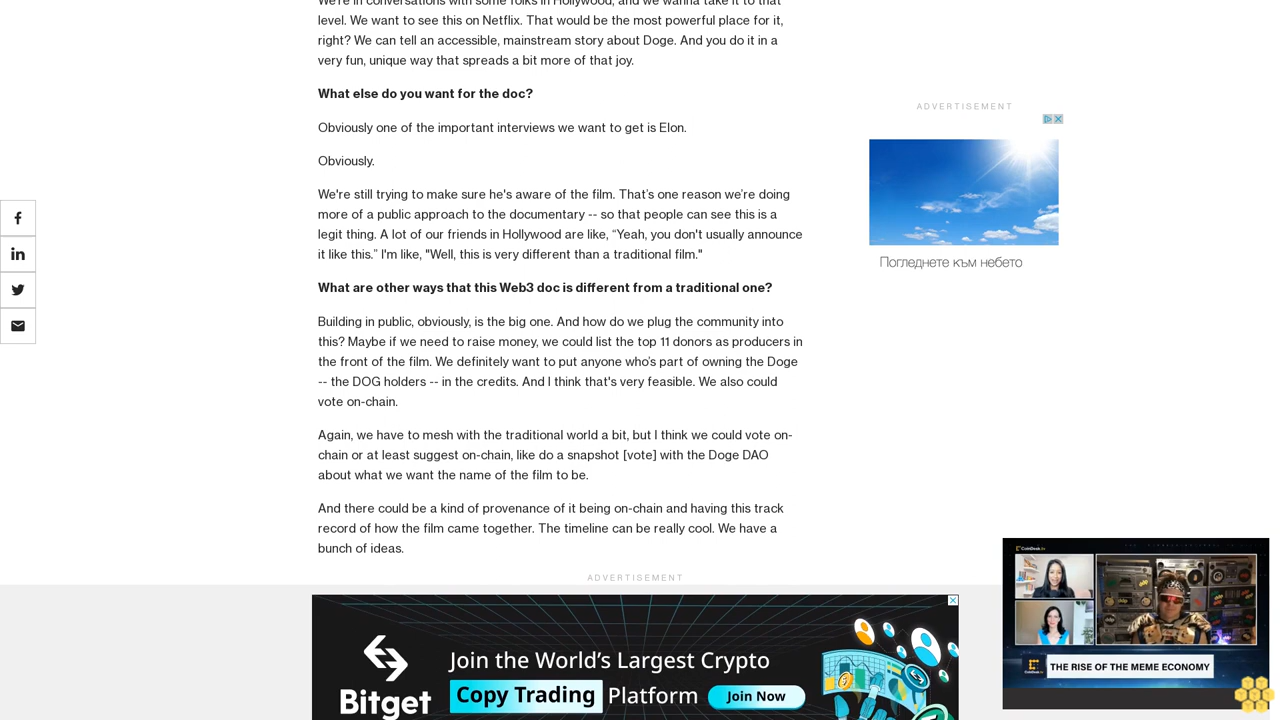 We're in conversations with some folks in Hollywood, and we wanna take it to that
level. We want to see this on Netflix. That would be the most powerful place for it,
right? We can tell an accessible, mainstream story about Doge. And you do it in a
very fun, unique way that spreads a bit more of that joy.
What else do you want for the doc?
Obviously one of the important interviews we want to get is Elon.
Obviously.
We're still trying to make sure he's aware of the film. That’s one reason we’re doing
more of a public approach to the documentary -- so that people can see this is a
legit thing. A lot of our friends in Hollywood are like, “Yeah, you don't usually announce
it like this.” I'm like, "Well, this is very different than a traditional film."
What are other ways that this Web3 doc is different from a traditional one?
Building in public, obviously, is the big one. And how do we plug the community into
this? Maybe if we need to raise money, we could list the top 11 donors as producers in
the front of the film. We definitely want to put anyone who’s part of owning the Doge
-- the DOG holders -- in the credits. And I think that's very feasible. We also could
vote on-chain.
Again, we have to mesh with the traditional world a bit, but I think we could vote on-
chain or at least suggest on-chain, like do a snapshot [vote] with the Doge DAO
about what we want the name of the film to be.
And there could be a kind of provenance of it being on-chain and having this track
record of how the film came together. The timeline can be really cool. We have a
bunch of ideas.
ADVERTISEMENT
Погледнете към небето
ADVERTISEMENT
Bitget
Join the World’s Largest Crypto
Copy Trading Platform
Join Now
CoinDesk.tv
THE RISE OF THE MEME ECONOMY
CoinDesk.tv